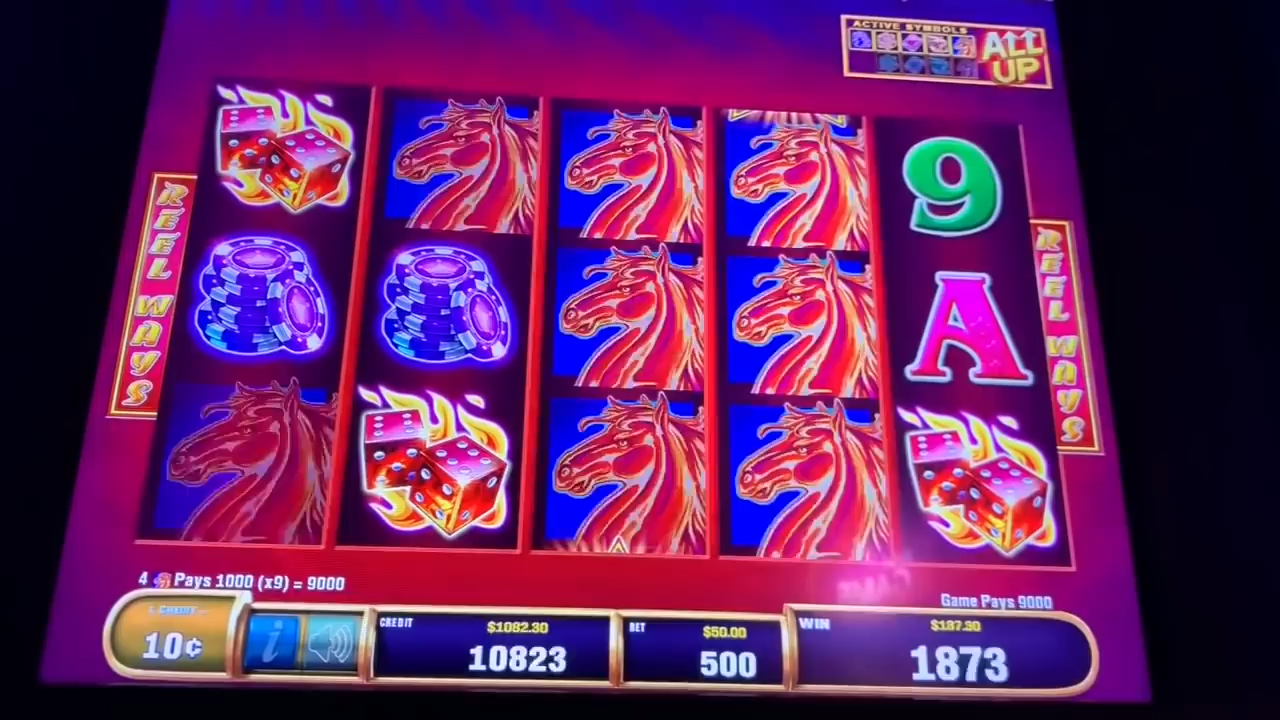 ACTIVE SYMBOLS
ALL
UP
REEL WAYS
9
A
REEL WAYS
4 Pays 1000 (x9) = 9000
Game Pays 9000
10¢
i
CREDIT
$1082.30
10823
BET
$50.00
500
WIN
$187.30
1873